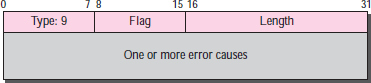 0 7 8 15 16 31
Type: 9 Flag Length
One or more error causes